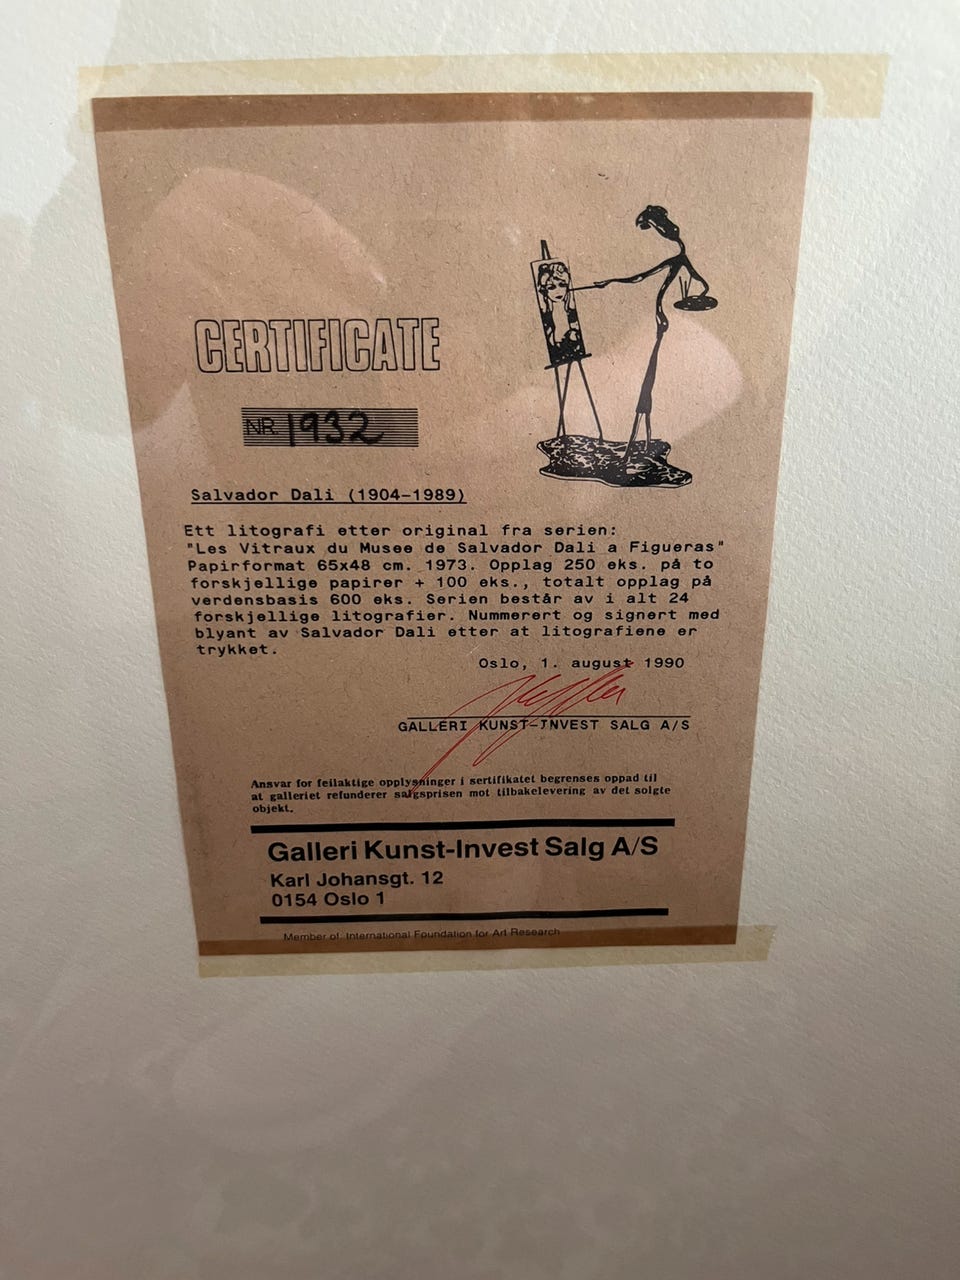 CERTIFICATE
NR. 1932
Salvador Dali (1904-1989)
Ett litografi etter original fra serien:
"Les Vitraux du Musee de Salvador Dali a Figueras"
Papirformat 65x48 cm. 1973. Opplag 250 eks. på to
forskjellige papirer + 100 eks., totalt opplag på
verdensbasis 600 eks. Serien består av i alt 24
forskjellige litografier. Nummerert og signert med
blyant av Salvador Dali etter at litografiene er
trykket.
Oslo, 1. august 1990
GALLERI KUNST-INVEST SALG A/S
Ansvar for feilaktige opplysninger i sertifikatet begrenses oppad til
at galleriet refunderer salgsprisen mot tilbakelevering av det solgte
objekt.
Galleri Kunst-Invest Salg A/S
Karl Johansgt. 12
0154 Oslo 1
Member of: International Foundation for Art Research